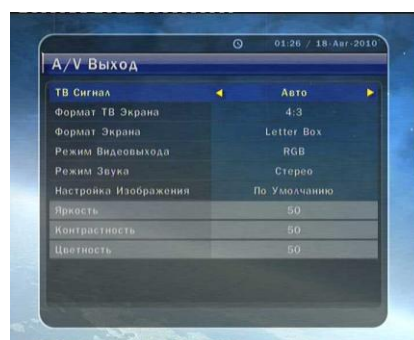 01:26 / 18-Авг-2010
A/V Выход
ТВ Сигнал Авто
Формат ТВ Экрана 4:3
Формат Экрана Letter Box
Режим Видеовыхода RGB
Режим Звука Стерео
Настройка Изображения По Умолчанию
Яркость 50
Контрастность 50
Цветность 50